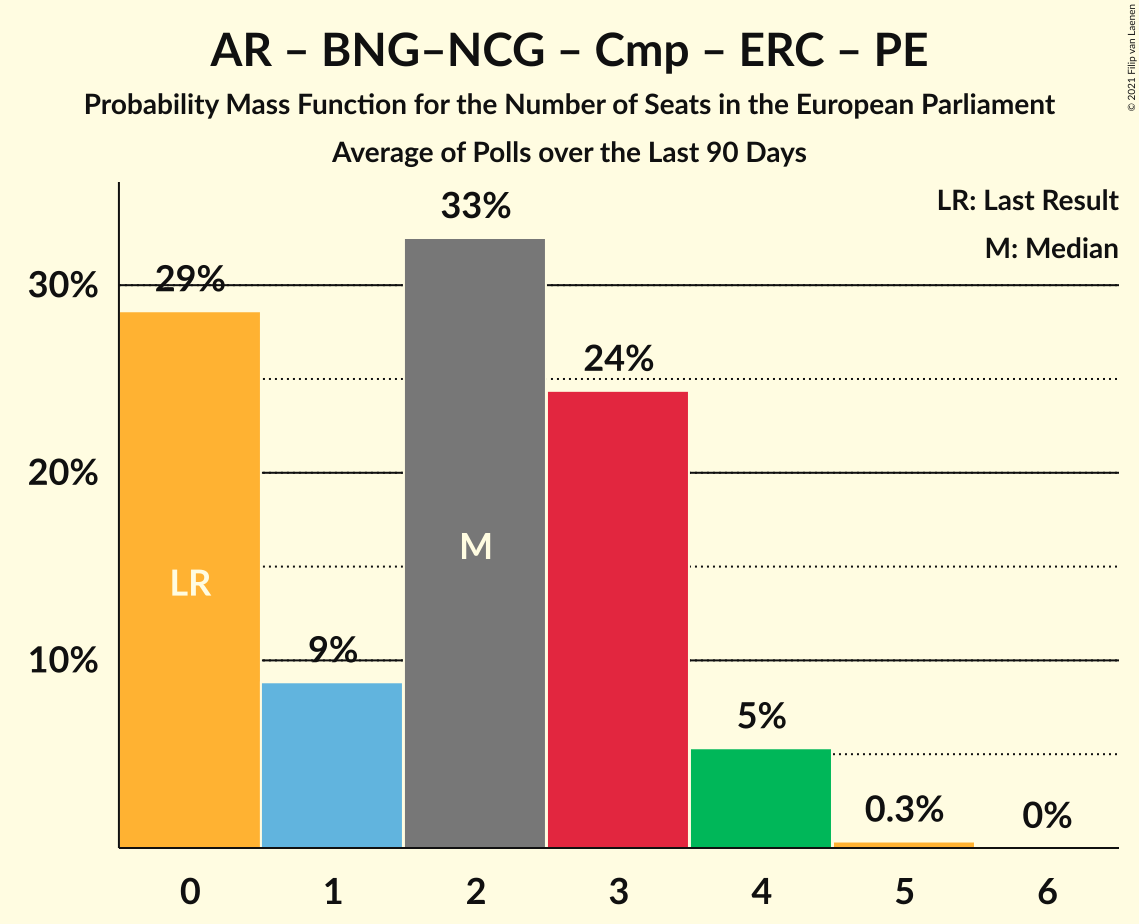 AR – BNG–NCG – Cmp – ERC – PE
Probability Mass Function for the Number of Seats in the European Parliament
Average of Polls over the Last 90 Days
© 2021 Filip van Laenen
LR: Last Result
M: Median
33%
30%
29%
24%
20%
M
LR
10%
9%
5%
0.3%
0%
0 1 2 3 4 5 6